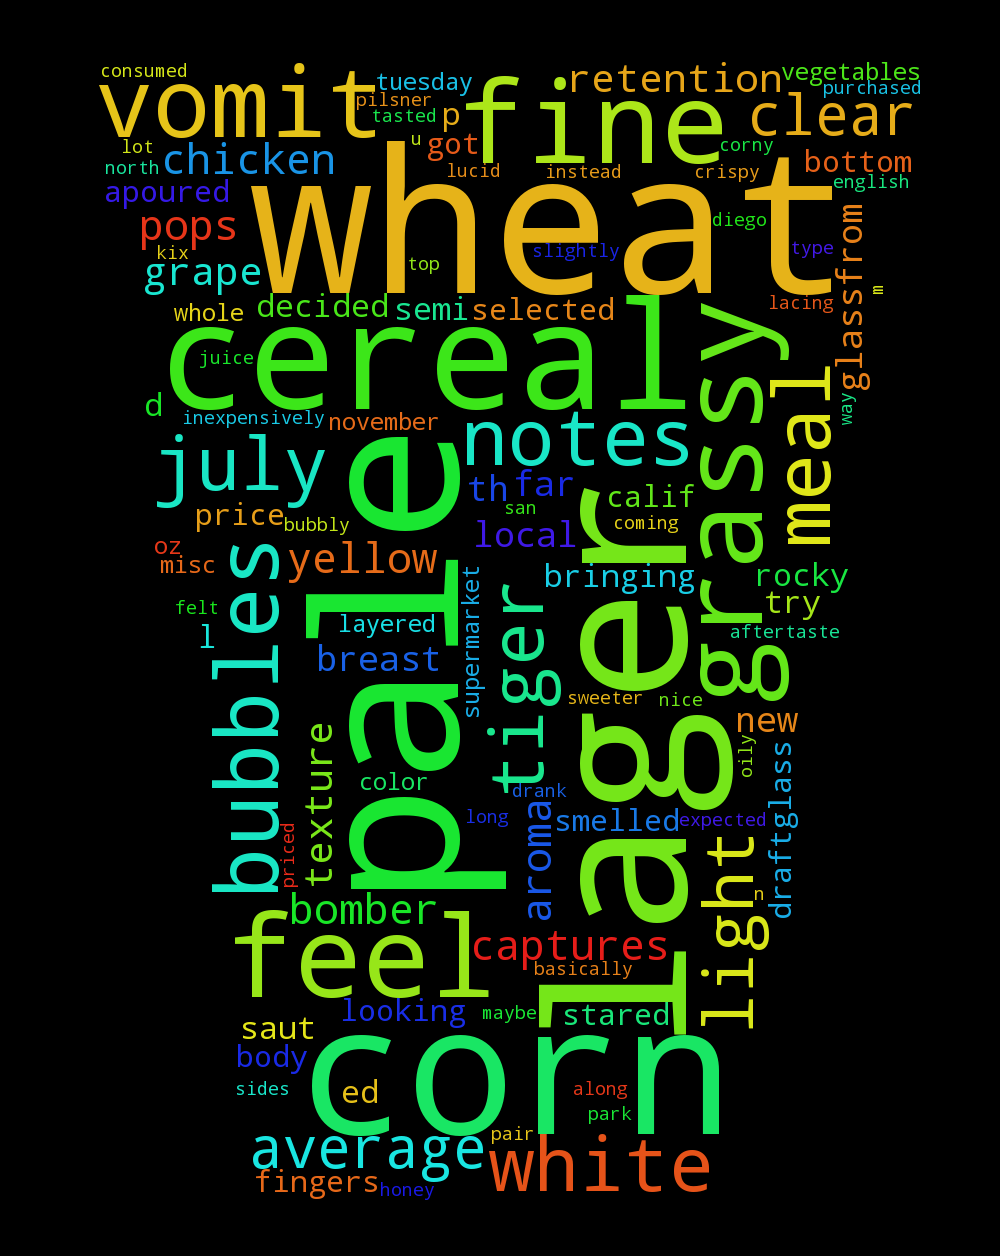 consumed
vomit
tuesday
pilsner
tasted
p
fine
retention
vegetables
purchased
clear
lot
north
chicken
u
got
lucid
instead
crispy
corny
bottom
english
apoured
wheat
pops
diego
kix
slightly
type
grape
top
glassfrom
m
whole
decided
semi
selected
lacing
cerealy
juice
d
inexpensively
november
way
july
notes
grassy
meal
th
far
calif
san
price
bubbly
local
coming
oz
misc
yellow
bringing
rocky
try
felt
l
layered
supermarket
aftertaste
bubbles
pale
lager
breast
tiger
sweeter
nice
new
oily
texture
color
drank
draftglass
long
aroma
smelled
expected
priced
light
n
bomber
feel
captures
basically
looking
maybe
stared
saut
body
corn
sides
ed
along
park
average
pair
white
fingers
honey